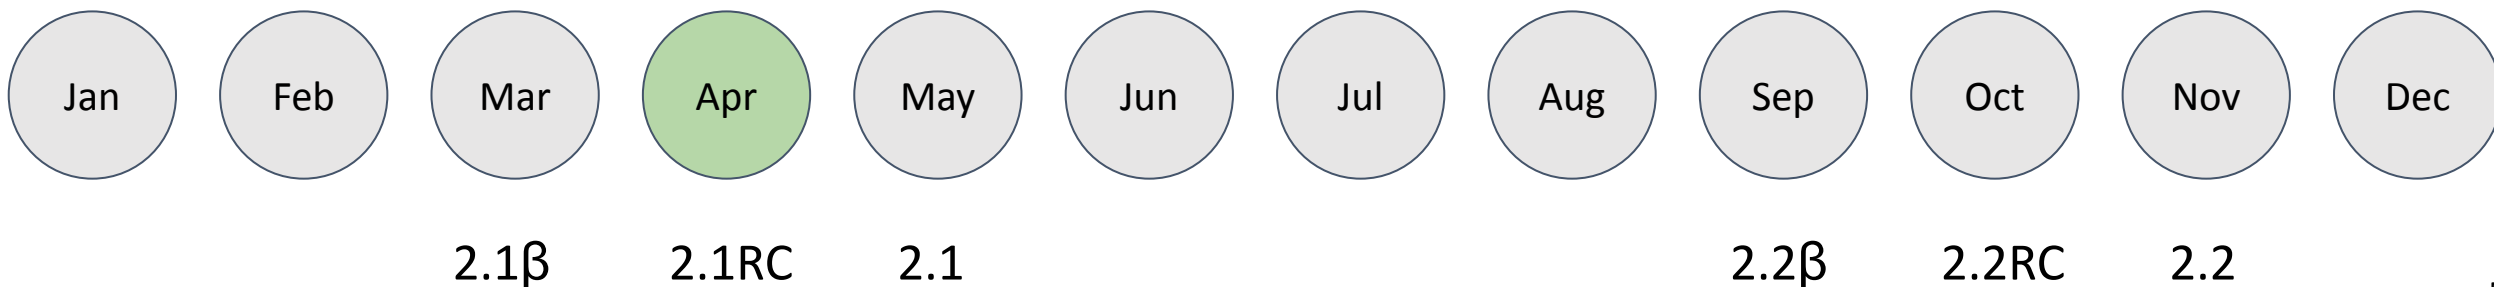 Jan Feb Mar Apr May Jun Jul Aug Sep Oct Nov Dec
2.1β 2.1RC 2.1 2.2β 2.2RC 2.2